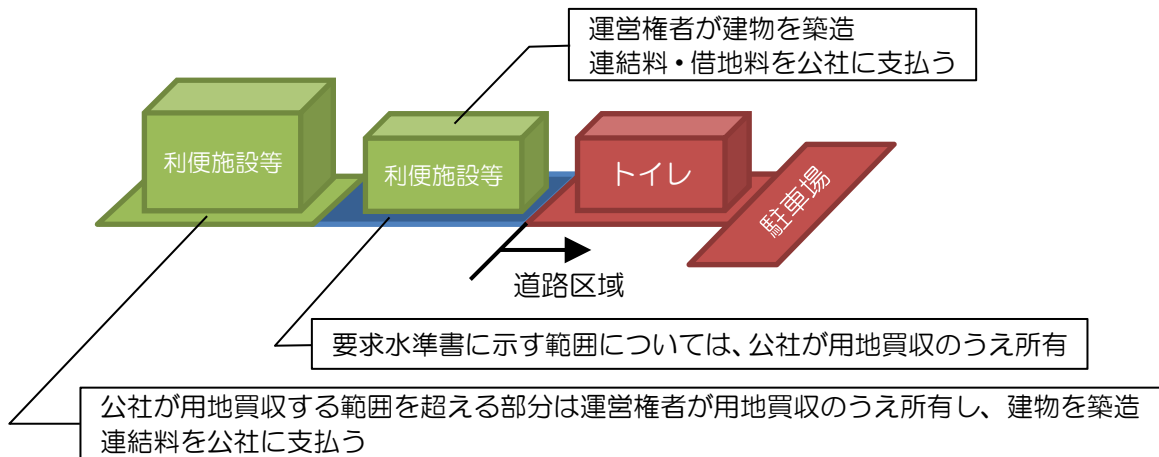 運営権者が建物を築造
連結料・借地料を公社に支払う
利便施設等
利便施設等
トイレ
駐車場
道路区域
要求水準書に示す範囲については、公社が用地買収のうえ所有
公社が用地買収する範囲を超える部分は運営権者が用地買収のうえ所有し、建物を築造
連結料を公社に支払う